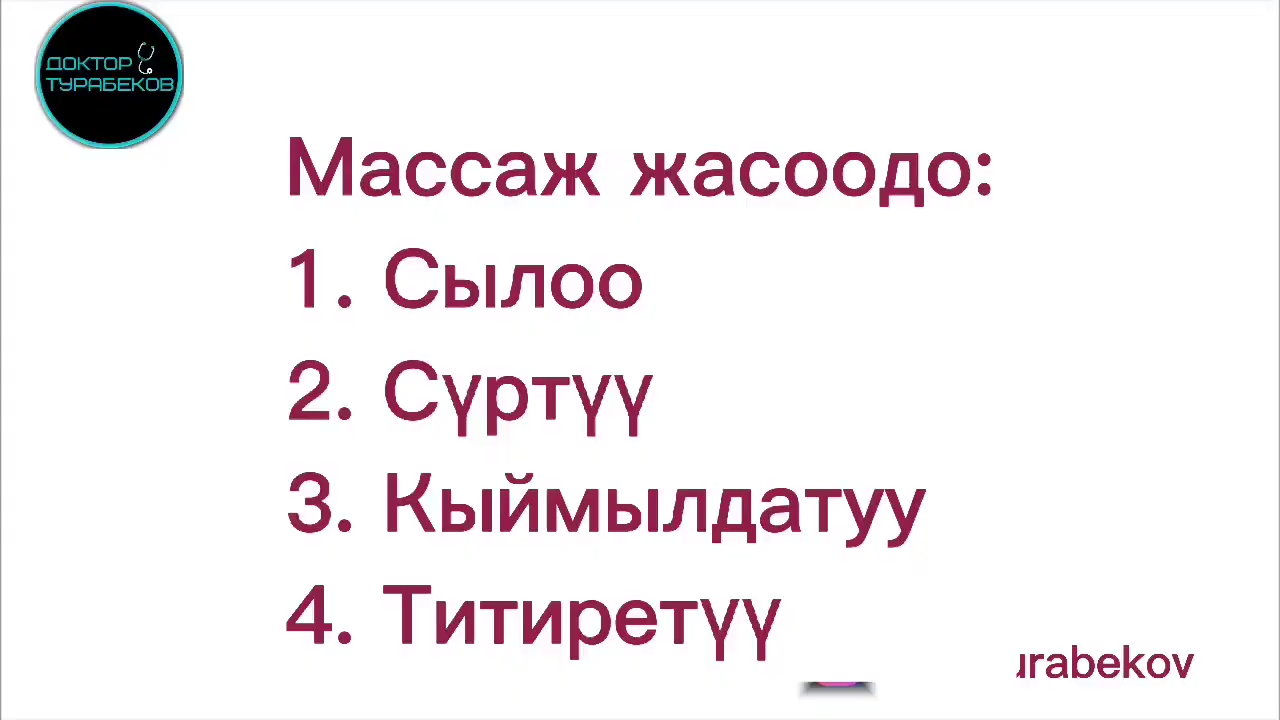 ДОКТОР
ТУРАБЕКОВ
Массаж жасоодо:
1. Сылоо
2. Сүртүү
3. Кыймылдатуу
4. Титиретүү